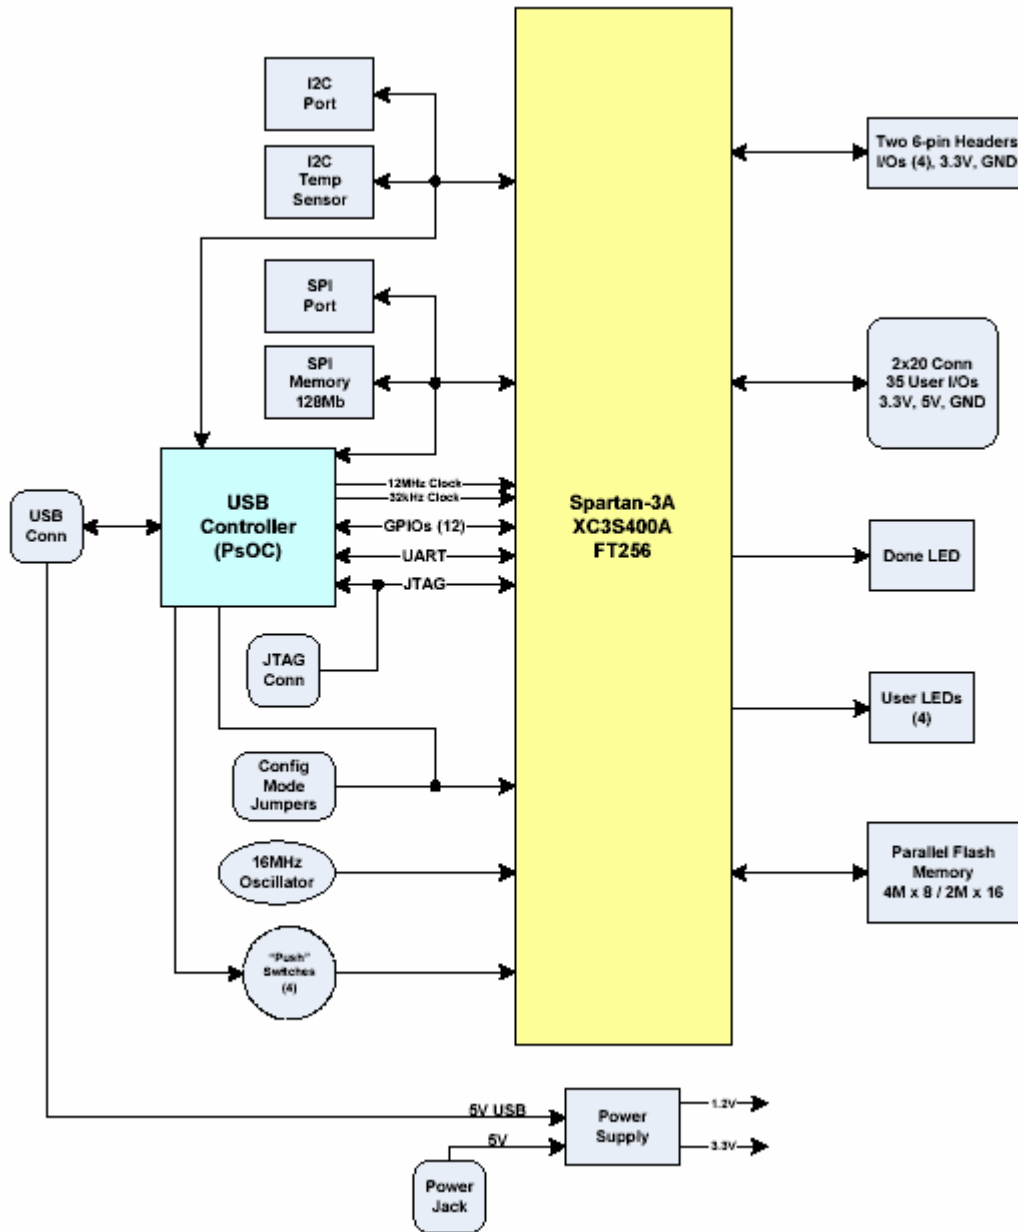 I2C
Port
I2C
Temp
Sensor
SPI
Port
SPI
Memory
128Mb
USB
Conn
USB
Controller
(PsOC)
12MHz Clock
32kHz Clock
GPIOs (12)
UART
JTAG
JTAG
Conn
Config
Mode
Jumpers
16MHz
Oscillator
"Push"
Switches
(4)
Spartan-3A
XC3S400A
FT256
Two 6-pin Headers
I/Os (4), 3.3V, GND
2x20 Conn
35 User I/Os
3.3V, 5V, GND
Done LED
User LEDs
(4)
Parallel Flash
Memory
4M x 8 / 2M x 16
5V USB
5V
Power
Jack
Power
Supply
1.2V
3.3V